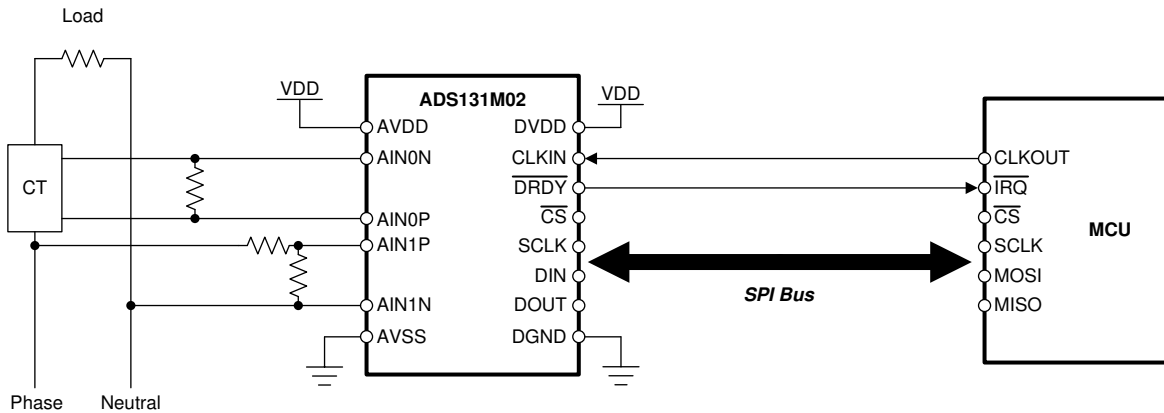 Load
VDD
ADS131M02
VDD
AVDD
DVDD
AIN0N
CLKIN
CLKOUT
CT
DRDY
IRQ
AIN0P
CS
CS
MCU
AIN1P
SCLK
SCLK
DIN
MOSI
SPI Bus
AIN1N
DOUT
MISO
AVSS
DGND
Phase
Neutral